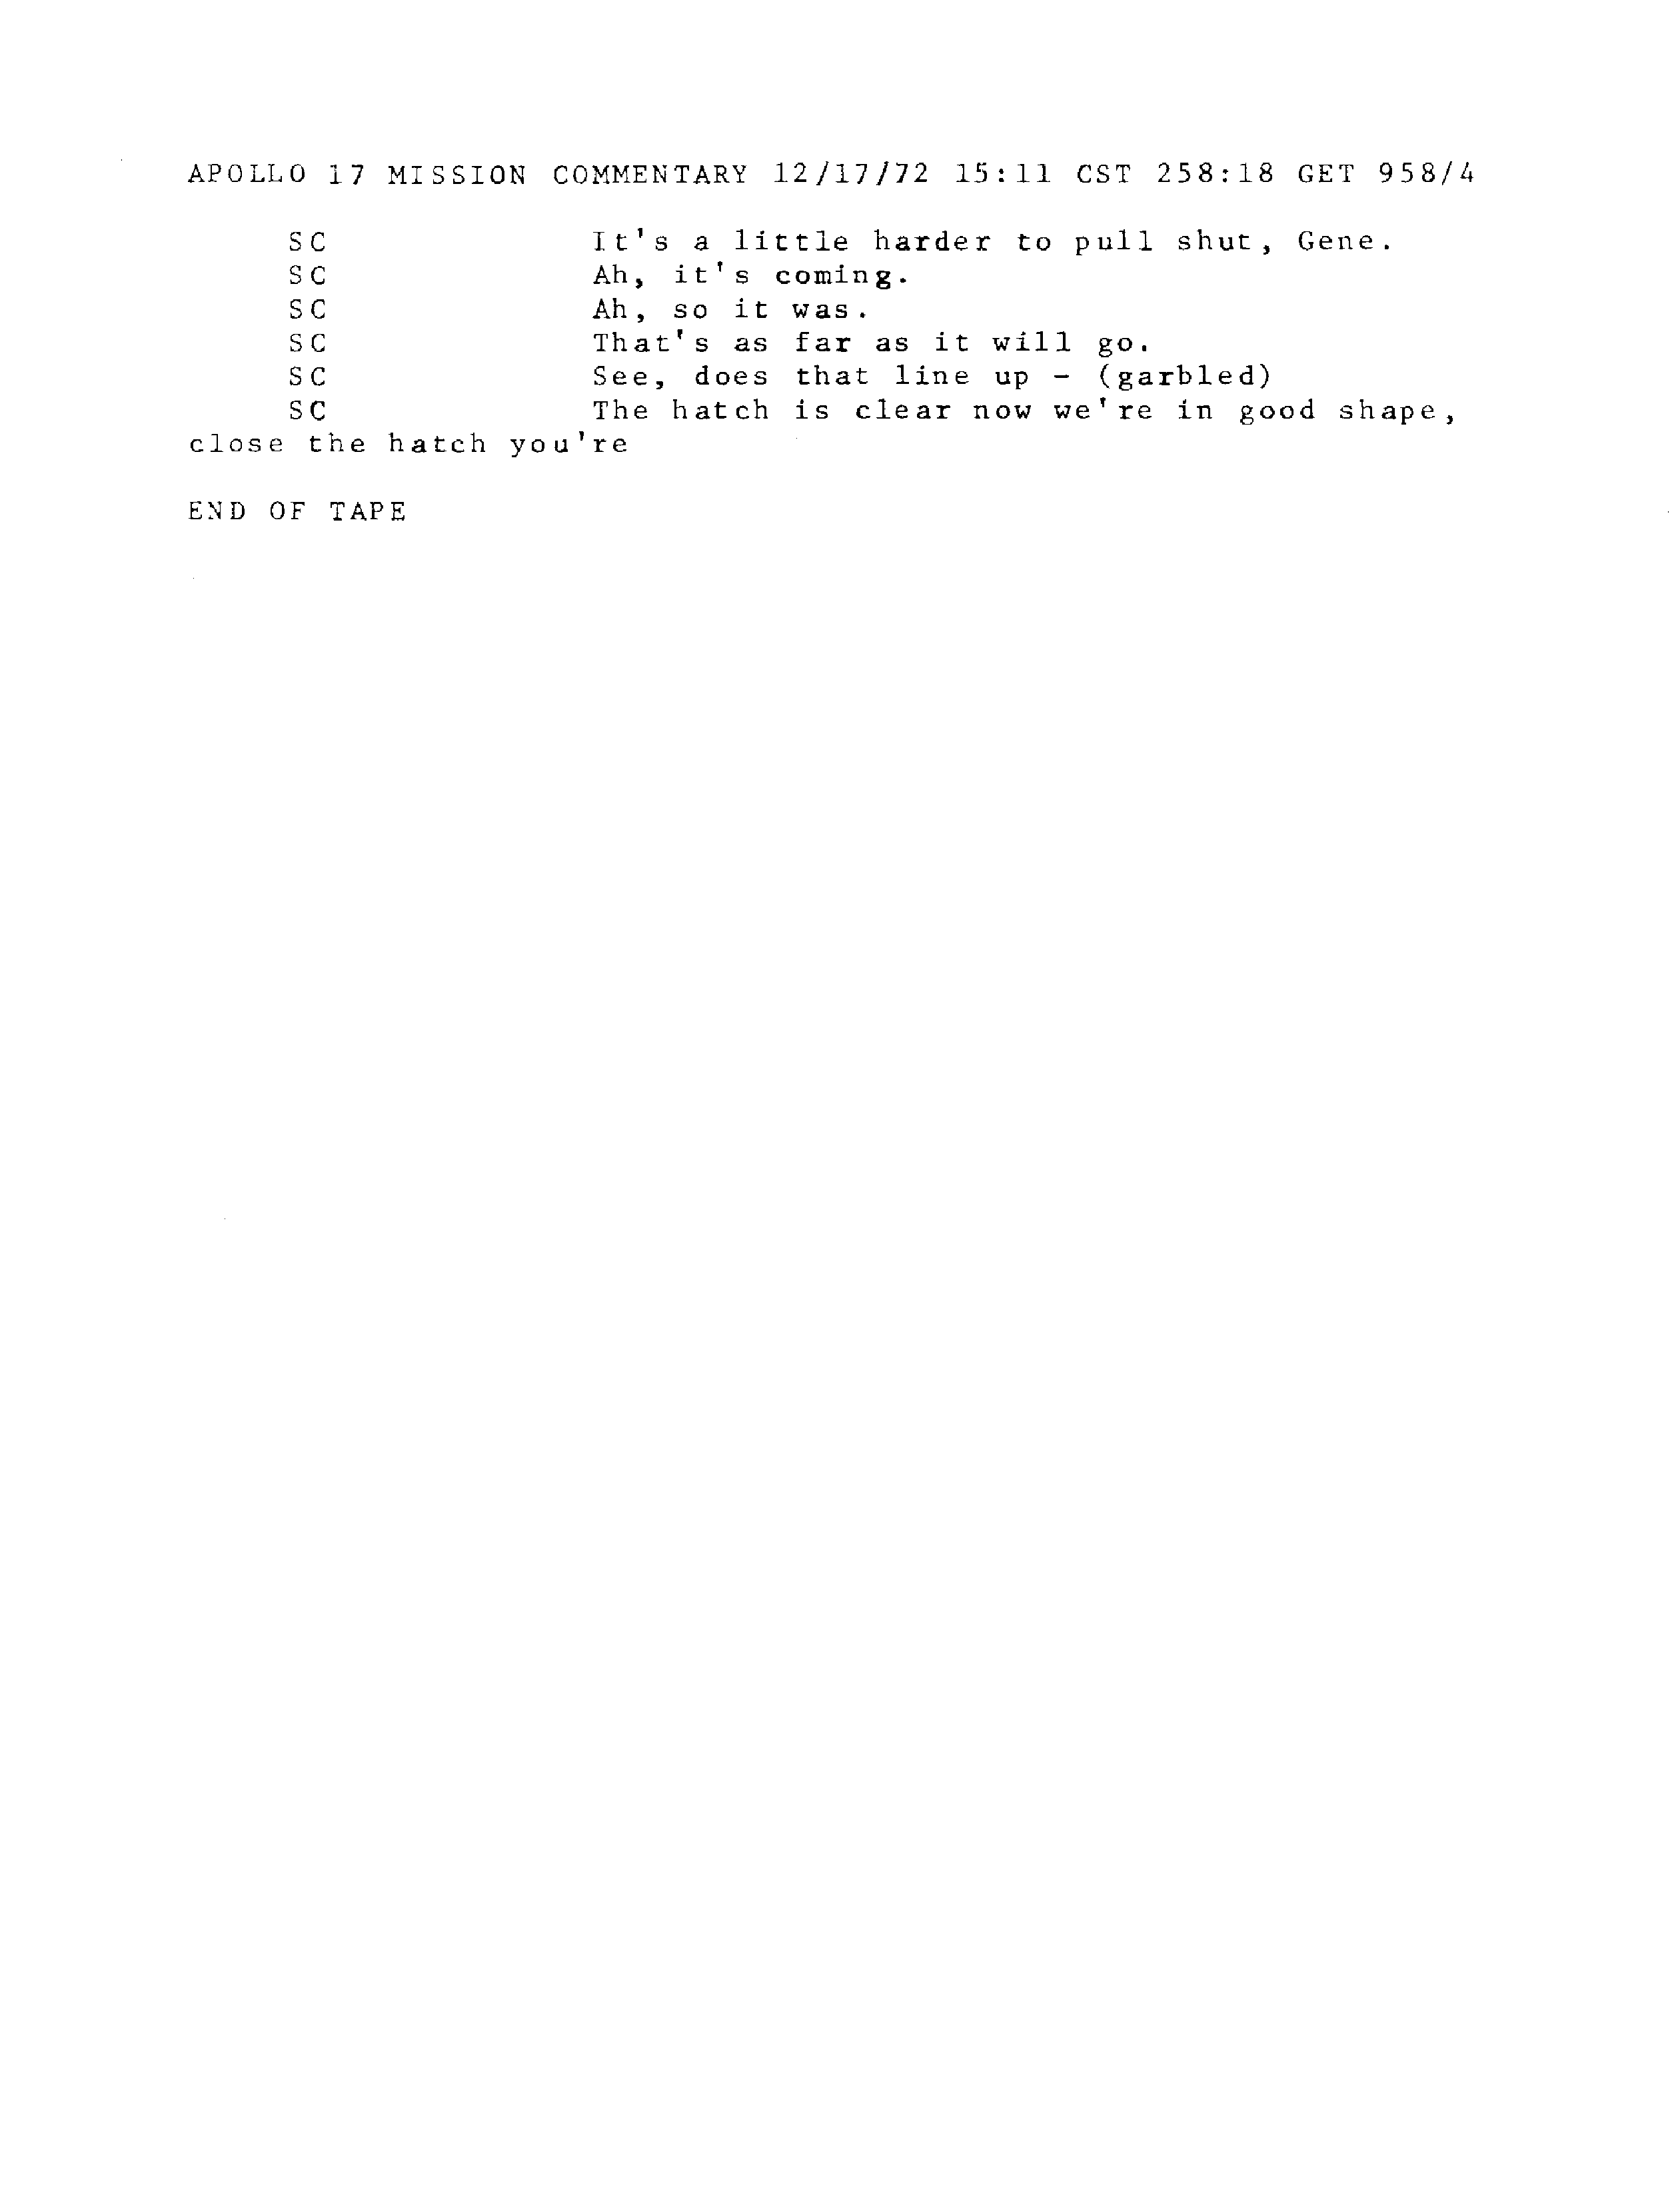 APOLLO 17 MISSION COMMENTARY 12/17/72 15:11 CST 258:18 GET 958/4
SC It's a little harder to pull shut, Gene.
SC Ah, it's coming.
SC Ah, so it was.
SC That's as far as it will go.
SC See, does that line up - (garbled)
SC The hatch is clear now we're in good shape,
close the hatch you're
END OF TAPE